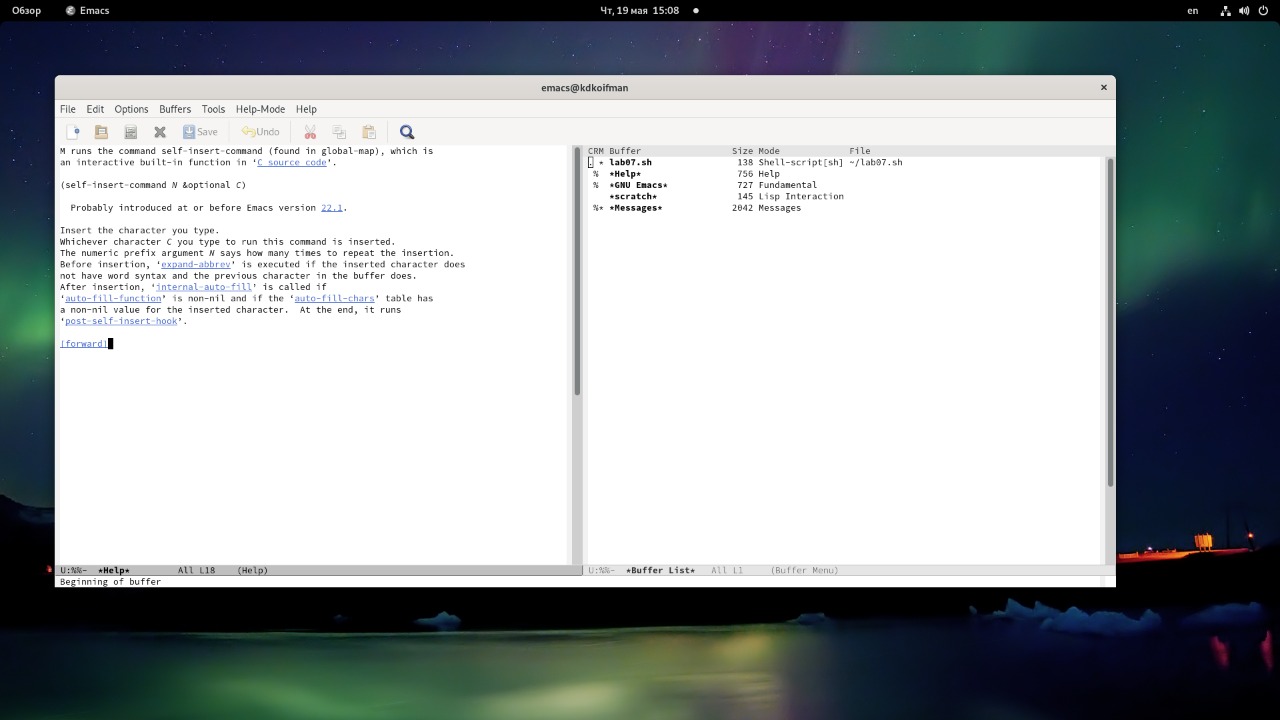 Обзор Emacs Чт, 19 мая 15:08 en
emacs@kdkoifman
File Edit Options Buffers Tools Help-Mode Help
Save Undo
M runs the command self-insert-command (found in global-map), which is
an interactive built-in function in ‘C source code’.
(self-insert-command N &optional C)
Probably introduced at or before Emacs version 22.1.
Insert the character you type.
Whichever character C you type to run this command is inserted.
The numeric prefix argument N says how many times to repeat the insertion.
Before insertion, ‘expand-abbrev’ is executed if the inserted character does
not have word syntax and the previous character in the buffer does.
After insertion, ‘internal-auto-fill’ is called if
‘auto-fill-function’ is non-nil and if the ‘auto-fill-chars’ table has
a non-nil value for the inserted character.  At the end, it runs
‘post-self-insert-hook’.
[forward]
U:%%-  *Help*         All L18    (Help)
Beginning of buffer
CRM Buffer                Size Mode             File
. * lab07.sh               138 Shell-script[sh] ~/lab07.sh
%  *Help*                 756 Help
%  *GNU Emacs*            727 Fundamental
*scratch*              145 Lisp Interaction
%* *Messages*            2042 Messages
U:%%-  *Buffer List*   All L1     (Buffer Menu)